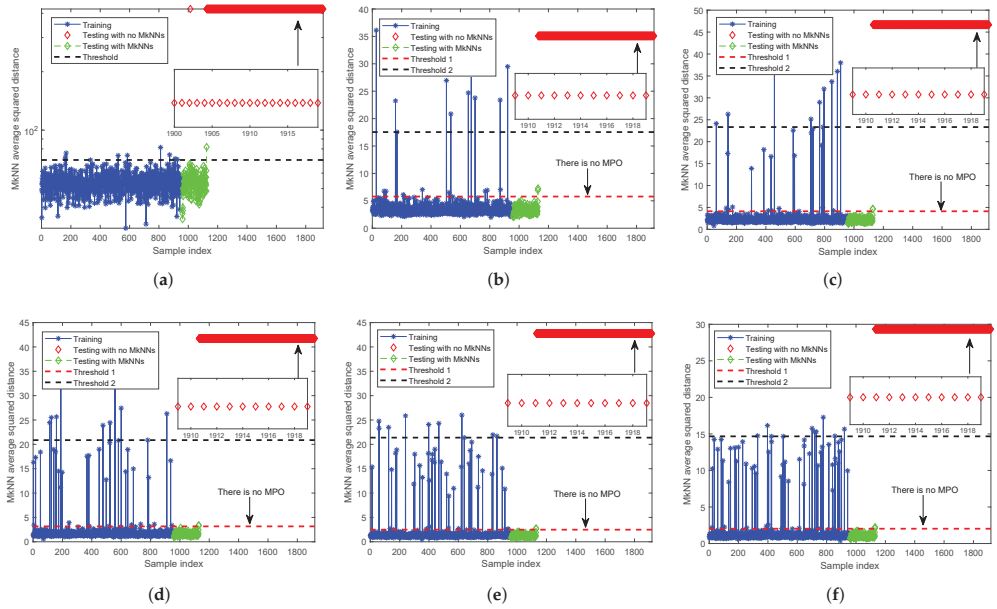 MkNN average squared distance
10²
Training
Testing with no MkNNs
Testing with MkNNs
Threshold
1900 1905 1910 1915
0 200 400 600 800 1000 1200 1400 1600 1800
Sample index
(a)
MkNN average squared distance
40
35
30
25
20
15
10
5
0
Training
Testing with no MkNNs
Testing with MkNNs
Threshold 1
Threshold 2
1910 1912 1914 1916 1918
There is no MPO
0 200 400 600 800 1000 1200 1400 1600 1800
Sample index
(b)
MkNN average squared distance
50
45
40
35
30
25
20
15
10
5
0
Training
Testing with no MkNNs
Testing with MkNNs
Threshold 1
Threshold 2
1910 1912 1914 1916 1918
There is no MPO
0 200 400 600 800 1000 1200 1400 1600 1800
Sample index
(c)
MkNN average squared distance
45
40
35
30
25
20
15
10
5
0
Training
Testing with no MkNNs
Testing with MkNNs
Threshold 1
Threshold 2
1910 1912 1914 1916 1918
There is no MPO
0 200 400 600 800 1000 1200 1400 1600 1800
Sample index
(d)
MkNN average squared distance
45
40
35
30
25
20
15
10
5
0
Training
Testing with no MkNNs
Testing with MkNNs
Threshold 1
Threshold 2
1910 1912 1914 1916 1918
There is no MPO
0 200 400 600 800 1000 1200 1400 1600 1800
Sample index
(e)
MkNN average squared distance
30
25
20
15
10
5
0
Training
Testing with no MkNNs
Testing with MkNNs
Threshold 1
Threshold 2
1910 1912 1914 1916 1918
There is no MPO
0 200 400 600 800 1000 1200 1400 1600 1800
Sample index
(f)